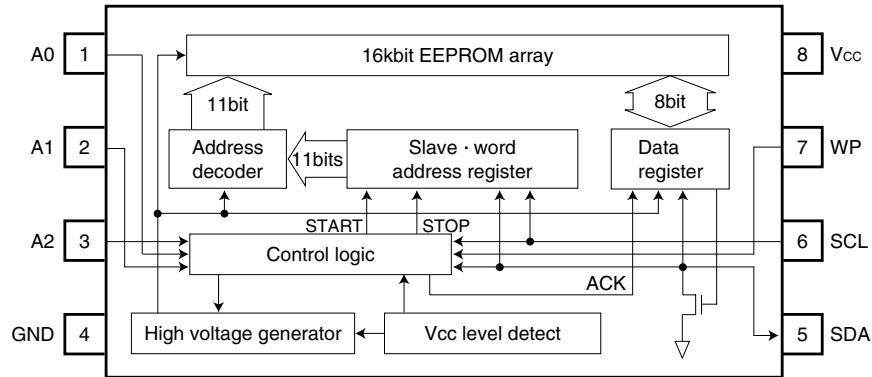 A0 1
16kbit EEPROM array
8 Vcc
11bit
8bit
A1 2
Address
decoder
11bits
Slave · word
address register
Data
register
7 WP
START
STOP
A2 3
Control logic
6 SCL
ACK
GND 4
High voltage generator
Vcc level detect
5 SDA